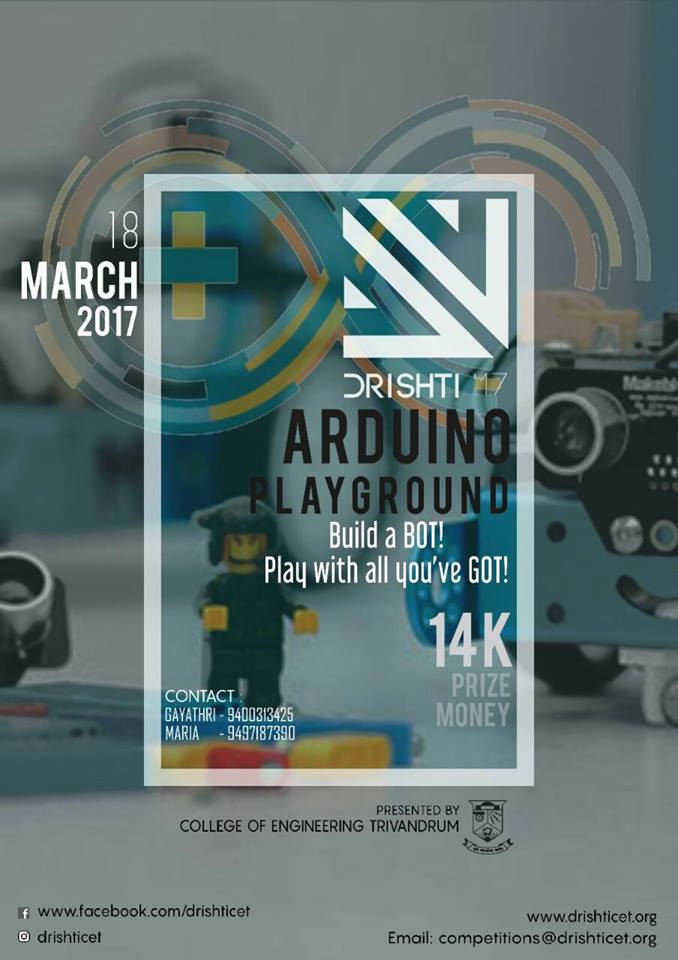 18
MARCH
2017
DRISHTI '17
ARDUINO
PLAYGROUND
Build a BOT!
Play with all you've GOT!
14K
PRIZE
MONEY
CONTACT :
GAYATHRI - 9400313425
MARIA - 9497187390
PRESENTED BY
COLLEGE OF ENGINEERING TRIVANDRUM
www.facebook.com/drishticet
drishticet
www.drishticet.org
Email: competitions@drishticet.org